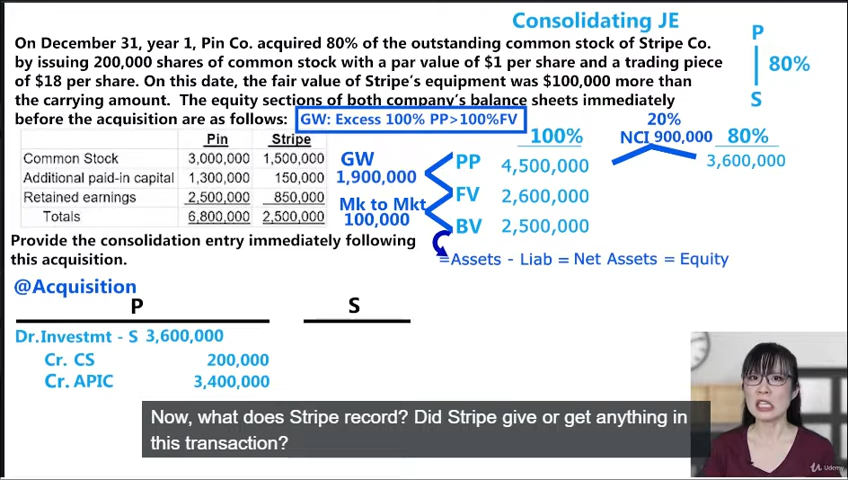 Consolidating JE
On December 31, year 1, Pin Co. acquired 80% of the outstanding common stock of Stripe Co.
by issuing 200,000 shares of common stock with a par value of $1 per share and a trading piece
of $18 per share. On this date, the fair value of Stripe's equipment was $100,000 more than
the carrying amount. The equity sections of both company's balance sheets immediately
before the acquisition are as follows:
GW: Excess 100% PP>100%FV
P
80%
S
Pin Stripe
Common Stock 3,000,000 1,500,000
Additional paid-in capital 1,300,000 150,000
Retained earnings 2,500,000 850,000
Totals 6,800,000 2,500,000
GW
1,900,000
Mk to Mkt
100,000
100%
PP 4,500,000
FV 2,600,000
BV 2,500,000
20%
NCI 900,000
80%
3,600,000
=Assets - Liab = Net Assets = Equity
Provide the consolidation entry immediately following
this acquisition.
@Acquisition
P S
Dr.Investmt - S 3,600,000
Cr. CS 200,000
Cr. APIC 3,400,000
Now, what does Stripe record? Did Stripe give or get anything in
this transaction?
Udemy